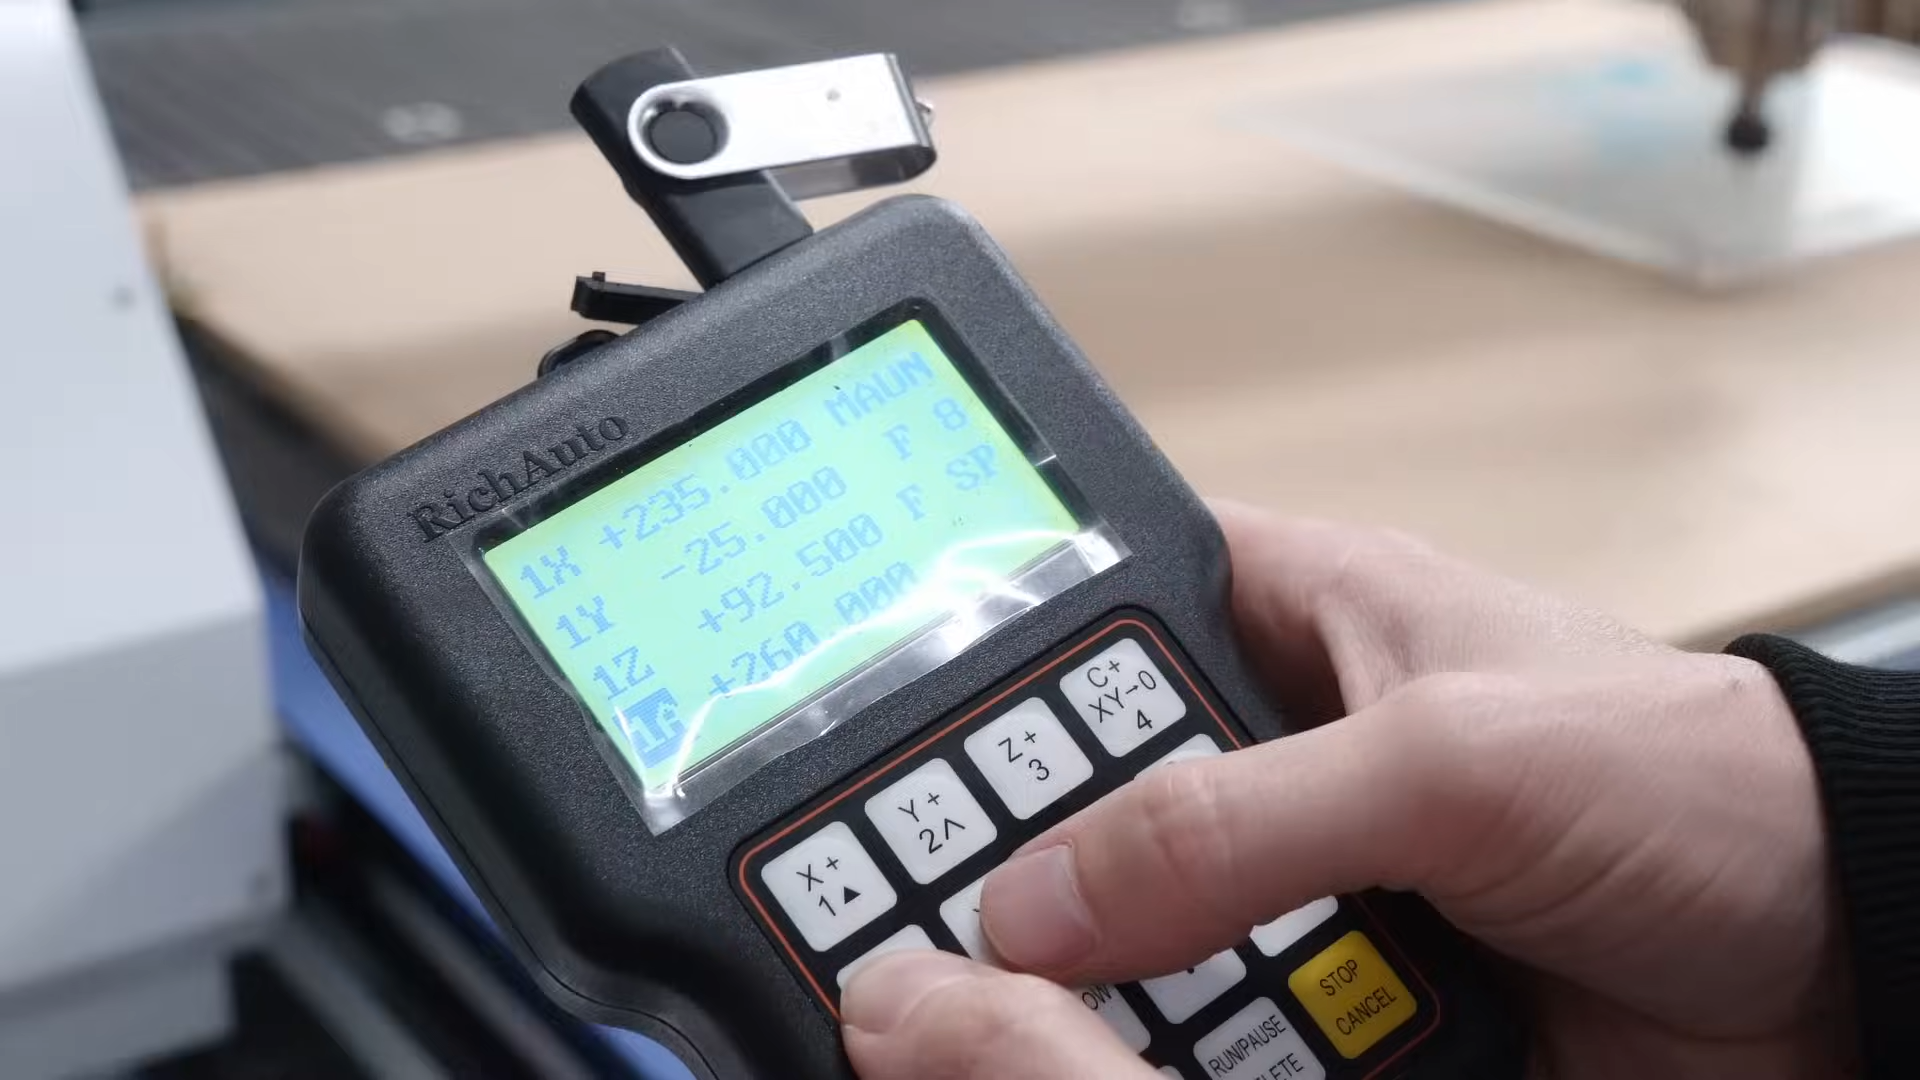 RichAuto
1X +235.000 MAUN
1Y -25.000 F 8
1Z +92.500 F SP
+260.000
X+
1▲
Y+
2^
Z+
3
C+
XY→0
4
STOP
CANCEL
RUN/PAUSE